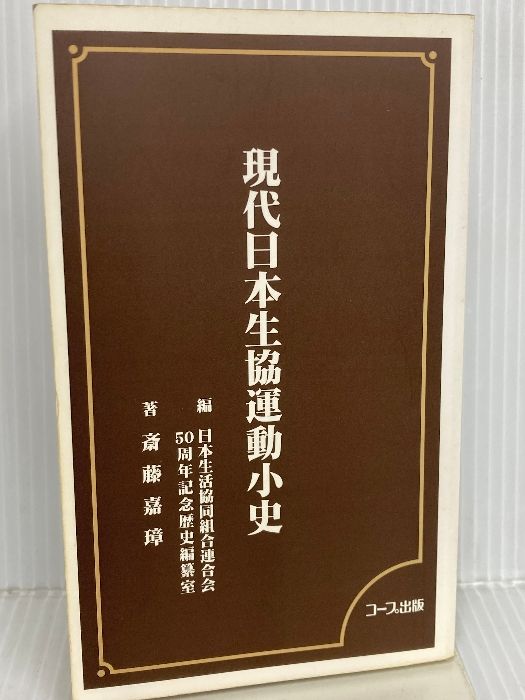 現代日本生協運動小史
編 日本生活協同組合連合会
50周年記念歴史編纂室
著 斎藤嘉璋
コープ出版